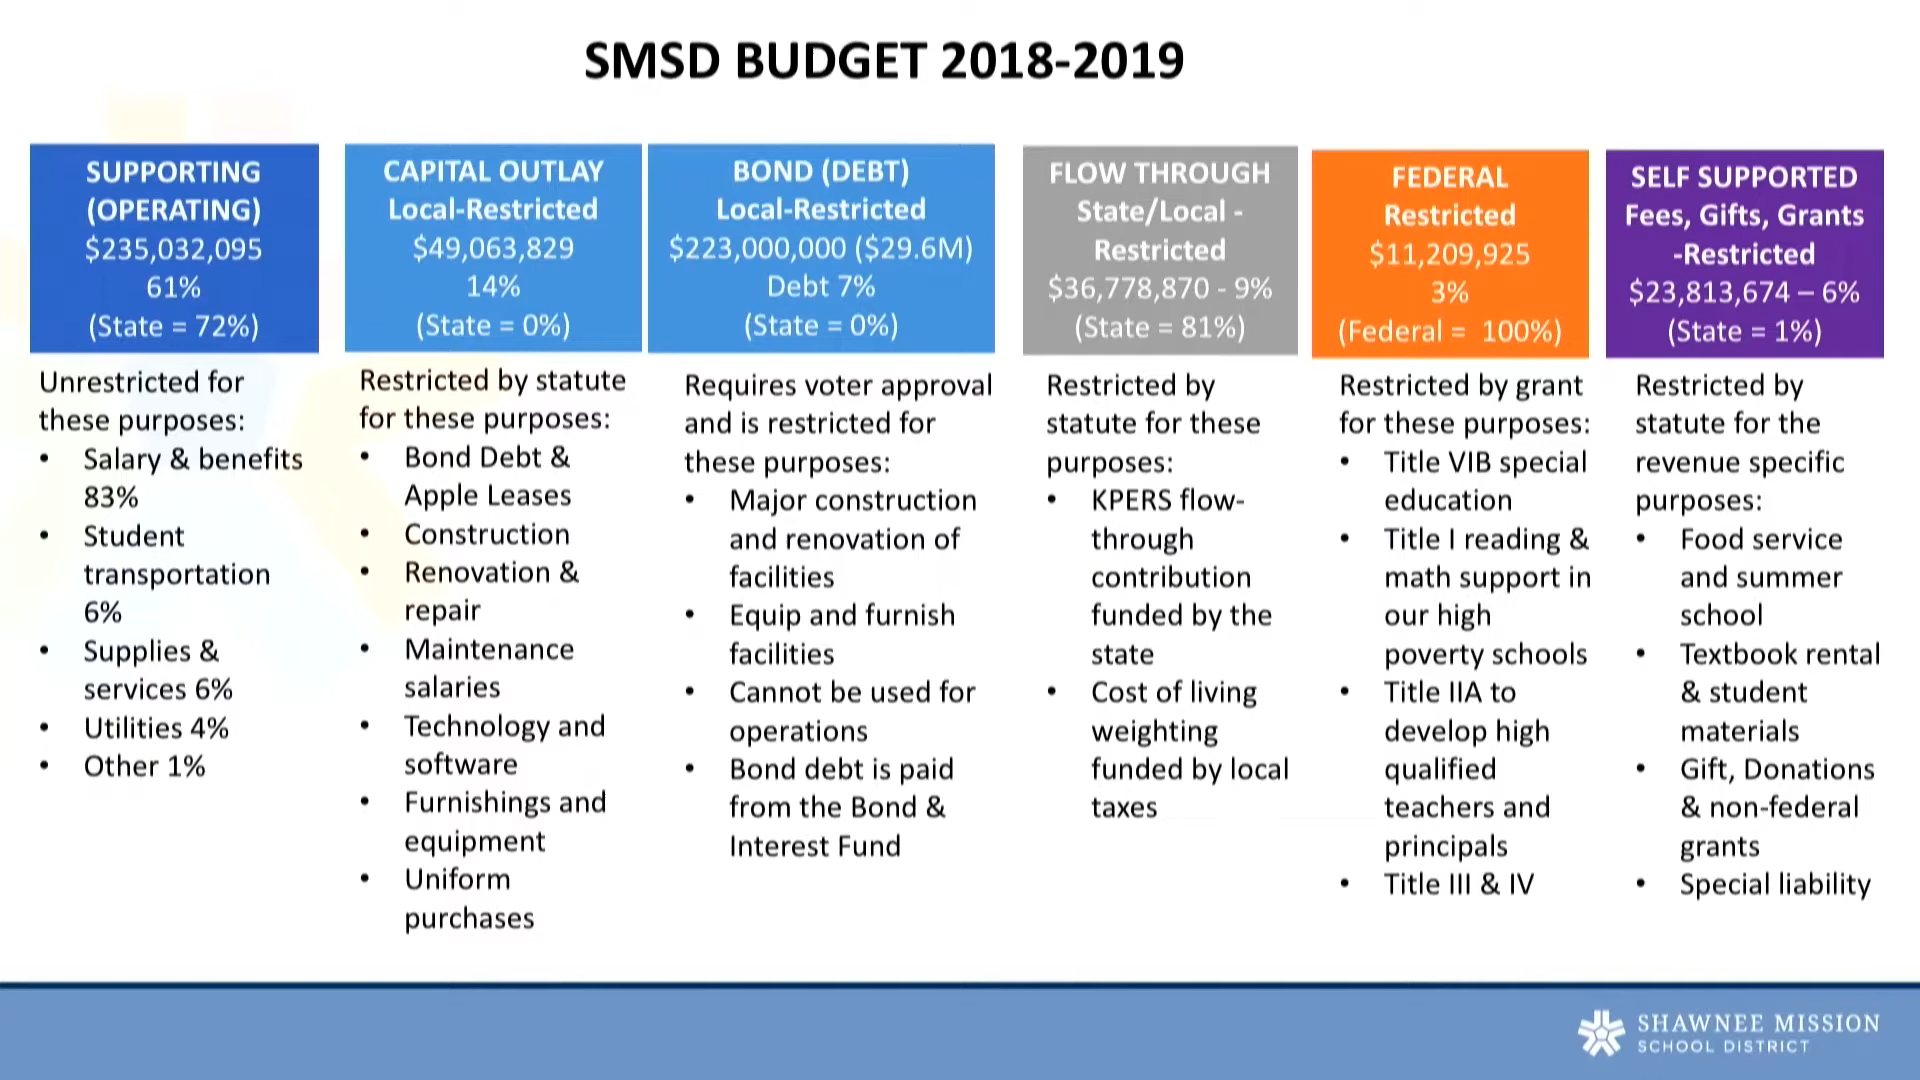 SMSD BUDGET 2018-2019
SUPPORTING
(OPERATING)
$235,032,095
61%
(State = 72%)
Unrestricted for
these purposes:
• Salary & benefits
83%
• Student
transportation
6%
• Supplies &
services 6%
• Utilities 4%
• Other 1%
CAPITAL OUTLAY
Local-Restricted
$49,063,829
14%
(State = 0%)
Restricted by statute
for these purposes:
• Bond Debt &
Apple Leases
• Construction
• Renovation &
repair
• Maintenance
salaries
• Technology and
software
• Furnishings and
equipment
• Uniform
purchases
BOND (DEBT)
Local-Restricted
$223,000,000 ($29.6M)
Debt 7%
(State = 0%)
Requires voter approval
and is restricted for
these purposes:
• Major construction
and renovation of
facilities
• Equip and furnish
facilities
• Cannot be used for
operations
• Bond debt is paid
from the Bond &
Interest Fund
FLOW THROUGH
State/Local -
Restricted
$36,778,870 - 9%
(State = 81%)
Restricted by
statute for these
purposes:
• KPERS flow-
through
contribution
funded by the
state
• Cost of living
weighting
funded by local
taxes
FEDERAL
Restricted
$11,209,925
3%
(Federal = 100%)
Restricted by grant
for these purposes:
• Title VIB special
education
• Title I reading &
math support in
our high
poverty schools
• Title IIA to
develop high
qualified
teachers and
principals
• Title III & IV
SELF SUPPORTED
Fees, Gifts, Grants
-Restricted
$23,813,674 – 6%
(State = 1%)
Restricted by
statute for the
revenue specific
purposes:
• Food service
and summer
school
• Textbook rental
& student
materials
• Gift, Donations
& non-federal
grants
• Special liability
SHAWNEE MISSION
SCHOOL DISTRICT